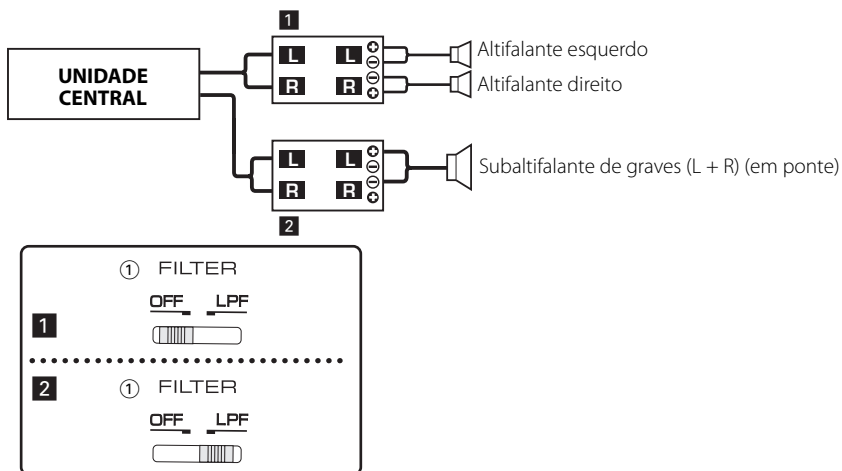 1
L L ⊕
⊖ Altifalante esquerdo
R R ⊖
⊕ Altifalante direito
UNIDADE
CENTRAL
L L ⊕
⊖
R R ⊖
⊕
Subaltifalante de graves (L + R) (em ponte)
2
① FILTER
OFF LPF
1
2 ① FILTER
OFF LPF